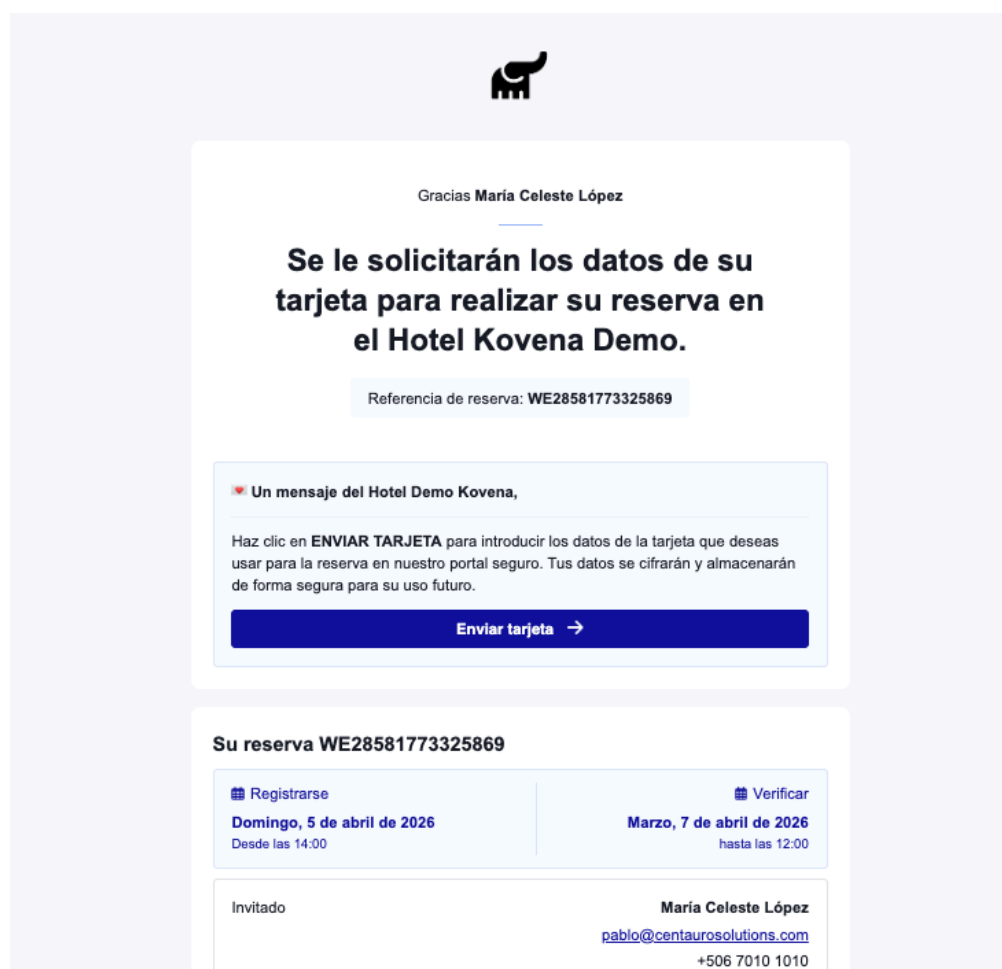 Gracias María Celeste López
Se le solicitarán los datos de su
tarjeta para realizar su reserva en
el Hotel Kovena Demo.
Referencia de reserva: WE28581773325869
💌 Un mensaje del Hotel Demo Kovena,
Haz clic en ENVIAR TARJETA para introducir los datos de la tarjeta que deseas
usar para la reserva en nuestro portal seguro. Tus datos se cifrarán y almacenarán
de forma segura para su uso futuro.
Enviar tarjeta →
Su reserva WE28581773325869
Registrarse
Domingo, 5 de abril de 2026
Desde las 14:00
Verificar
Marzo, 7 de abril de 2026
hasta las 12:00
Invitado
María Celeste López
pablo@centaurosolutions.com
+506 7010 1010